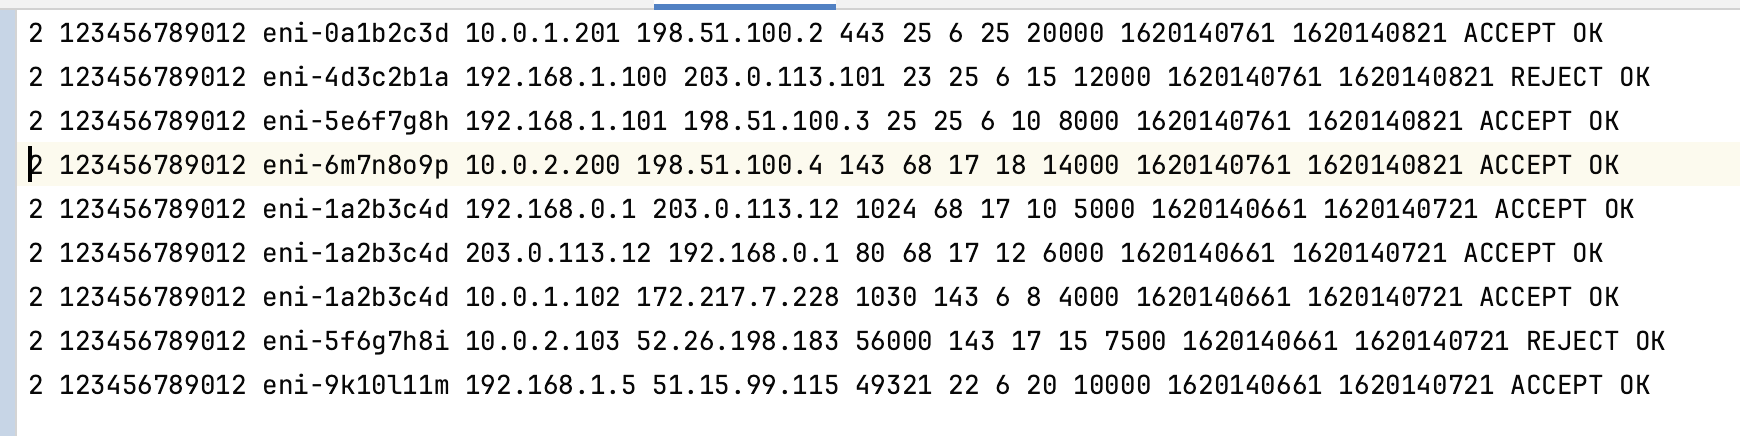 2 123456789012 eni-0a1b2c3d 10.0.1.201 198.51.100.2 443 25 6 25 20000 1620140761 1620140821 ACCEPT OK
2 123456789012 eni-4d3c2b1a 192.168.1.100 203.0.113.101 23 25 6 15 12000 1620140761 1620140821 REJECT OK
2 123456789012 eni-5e6f7g8h 192.168.1.101 198.51.100.3 25 25 6 10 8000 1620140761 1620140821 ACCEPT OK
2 123456789012 eni-6m7n8o9p 10.0.2.200 198.51.100.4 143 68 17 18 14000 1620140761 1620140821 ACCEPT OK
2 123456789012 eni-1a2b3c4d 192.168.0.1 203.0.113.12 1024 68 17 10 5000 1620140661 1620140721 ACCEPT OK
2 123456789012 eni-1a2b3c4d 203.0.113.12 192.168.0.1 80 68 17 12 6000 1620140661 1620140721 ACCEPT OK
2 123456789012 eni-1a2b3c4d 10.0.1.102 172.217.7.228 1030 143 6 8 4000 1620140661 1620140721 ACCEPT OK
2 123456789012 eni-5f6g7h8i 10.0.2.103 52.26.198.183 56000 143 17 15 7500 1620140661 1620140721 REJECT OK
2 123456789012 eni-9k10l11m 192.168.1.5 51.15.99.115 49321 22 6 20 10000 1620140661 1620140721 ACCEPT OK